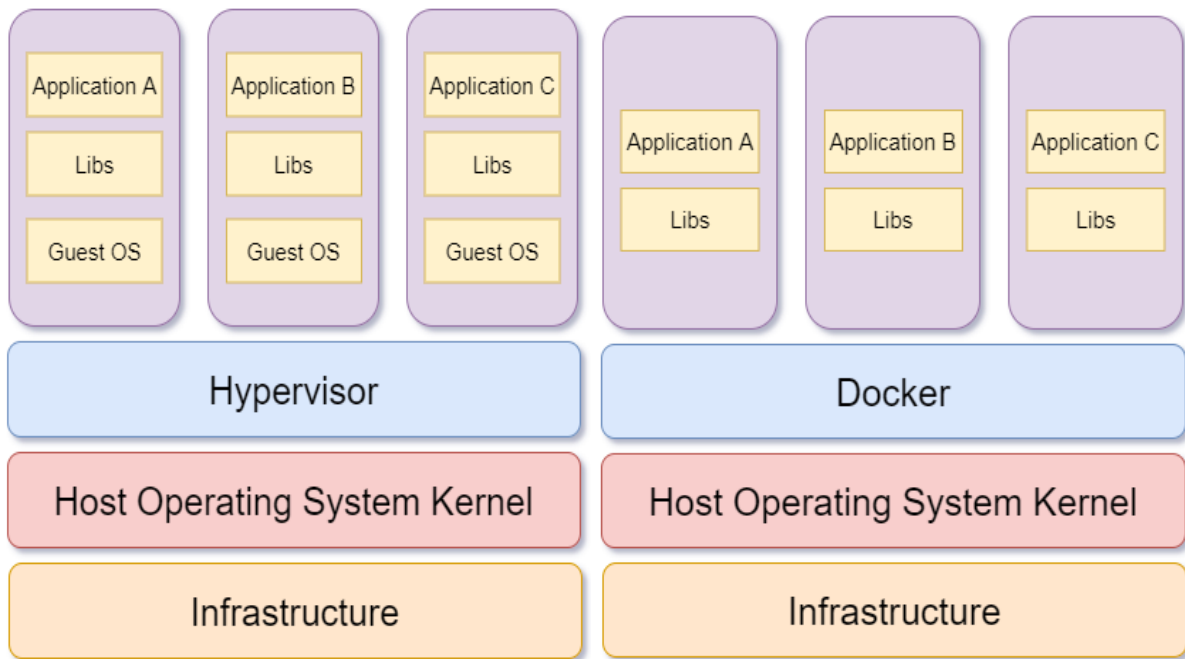 Application A
Libs
Guest OS
Application B
Libs
Guest OS
Application C
Libs
Guest OS
Hypervisor
Host Operating System Kernel
Infrastructure
Application A
Libs
Application B
Libs
Application C
Libs
Docker
Host Operating System Kernel
Infrastructure